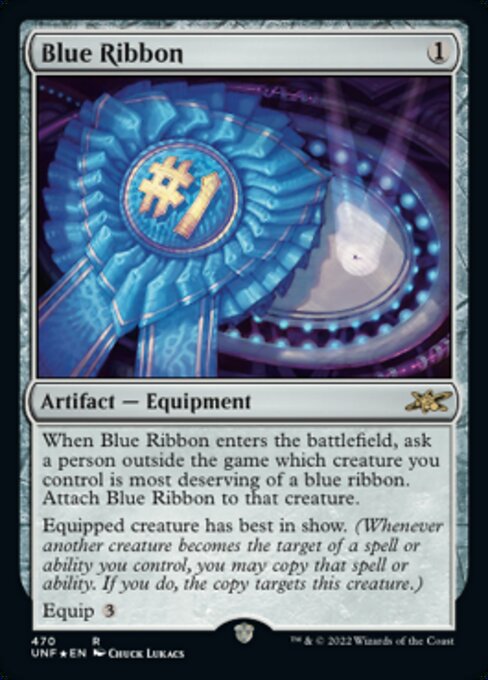 Blue Ribbon 1
#1
Artifact — Equipment
When Blue Ribbon enters the battlefield, ask
a person outside the game which creature you
control is most deserving of a blue ribbon.
Attach Blue Ribbon to that creature.
Equipped creature has best in show. (Whenever
another creature becomes the target of a spell or
ability you control, you may copy that spell or
ability. If you do, the copy targets this creature.)
Equip 3
470 R
UNF★EN Chuck Lukacs ™ & © 2022 Wizards of the Coast